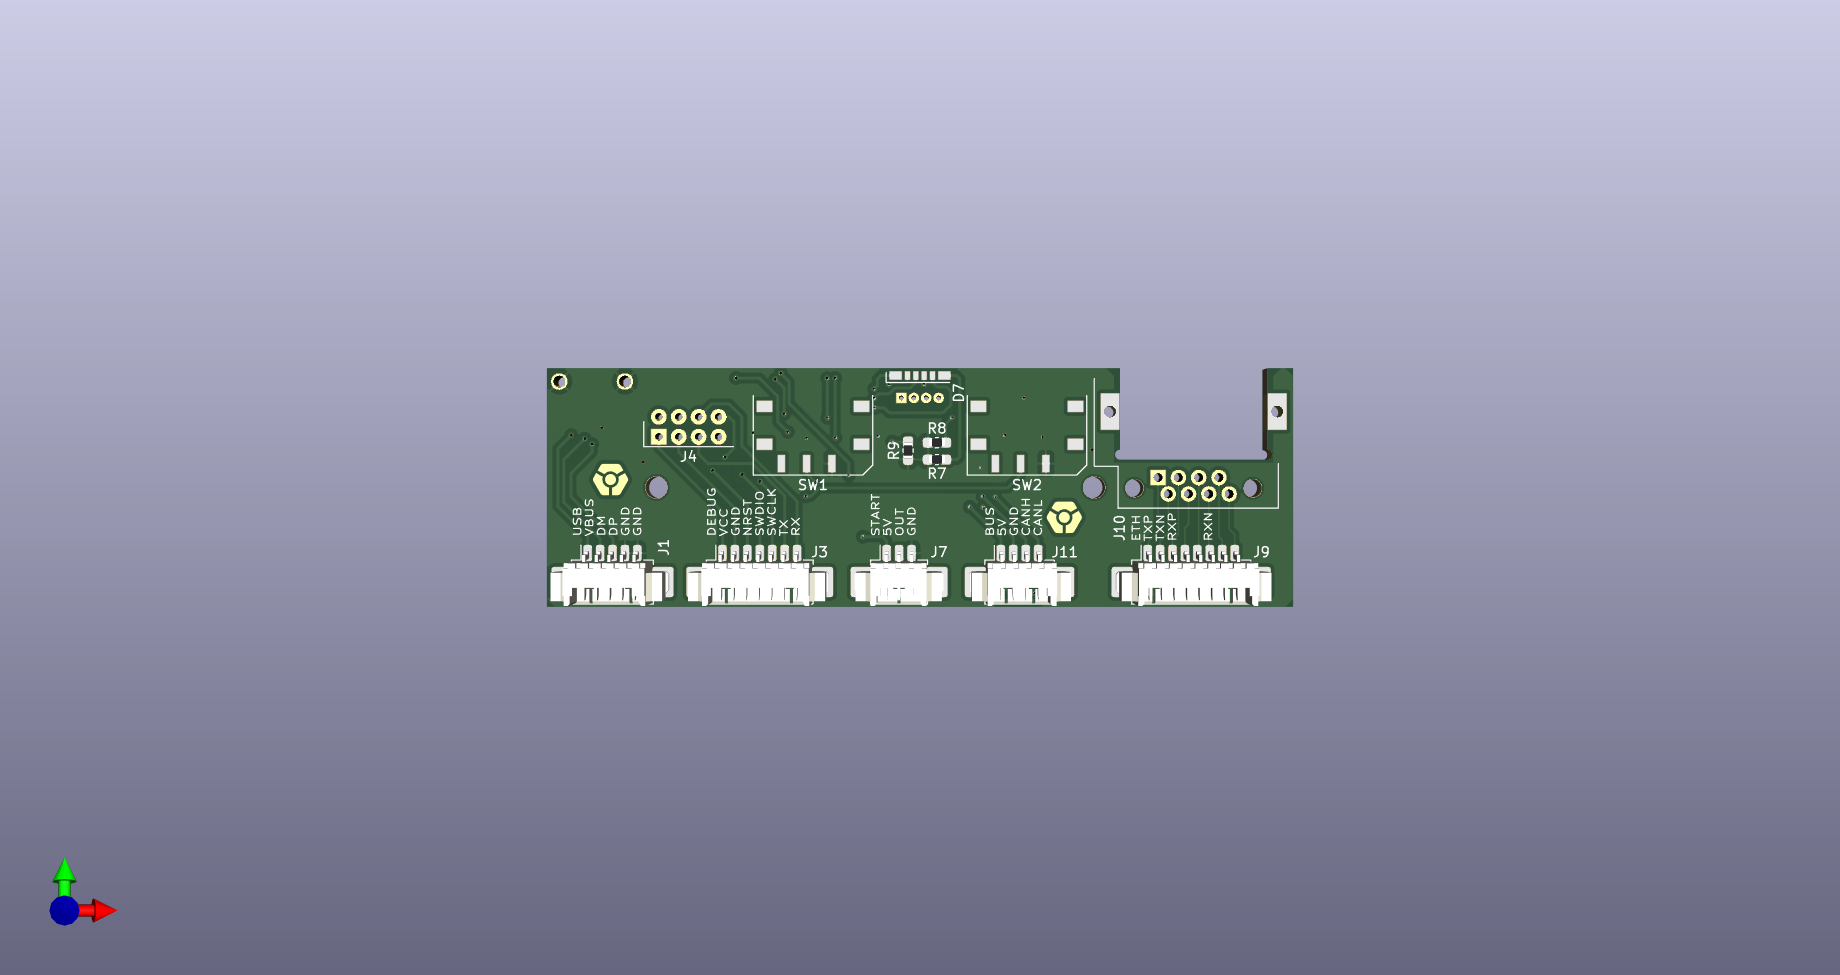 D7
R8
R9
J4
R7
SW1
SW2
USB
VBUS
DM
DP
GND
GND
J1
DEBUG
VCC
GND
NRST
SWDIO
SWCLK
TX
RX
J3
START
5V
OUT
GND
J7
BUS
5V
GND
CANH
CANL
J11
J10
ETH
TXP
TXN
RXP
RXN
J9